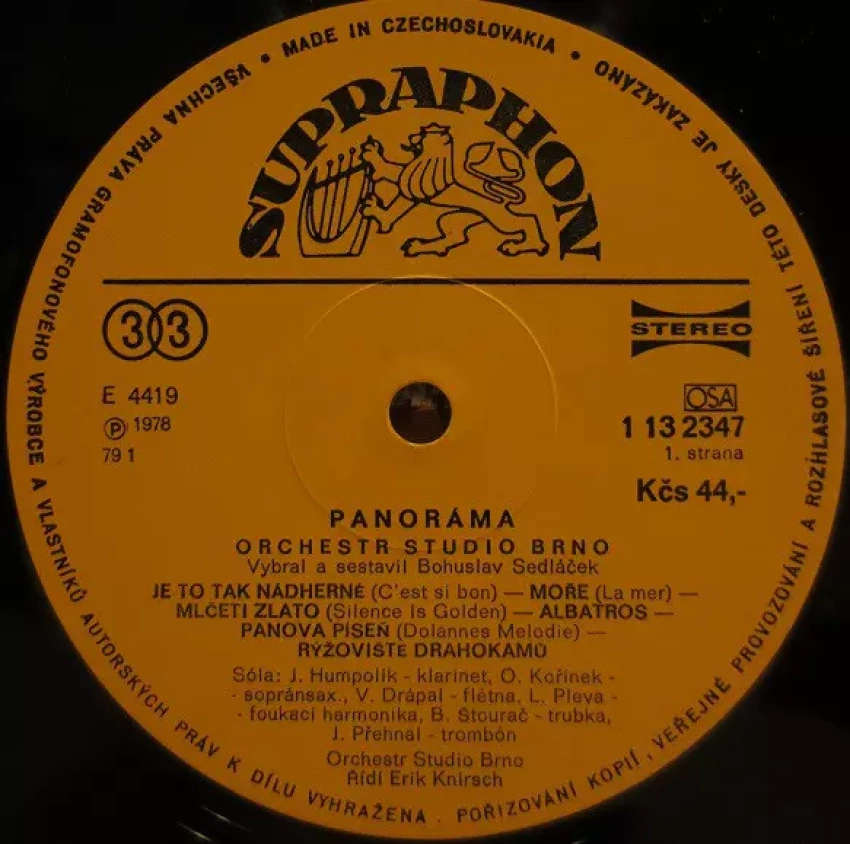 VŠECHNA PRÁVA GRAMOFONOVÉHO VÝROBCE A VLASTNÍKŮ AUTORSKÝCH PRÁV K DÍLU VYHRAŽENA . POŘIZOVÁNÍ KOPIÍ, VEŘEJNÉ PROVOZOVÁNÍ A ROZHLASOVÉ ŠÍŘENÍ TÉTO DESKY JE ZAKÁZÁNO
• MADE IN CZECHOSLOVAKIA •
SUPRAPHON
33
STEREO
E 4419
OSA
Ⓟ 1978
1 13 2347
79 1
1. strana
Kčs 44,-
PANORÁMA
ORCHESTR STUDIO BRNO
Vybral a sestavil Bohuslav Sedláček
JE TO TAK NÁDHERNÉ (C'est si bon) — MOŘE (La mer) —
MLČETI ZLATO (Silence Is Golden) — ALBATROS —
PANOVA PÍSEŇ (Dolannes Melodie) —
RÝŽOVIŠTĚ DRAHOKAMŮ
Sóla: J. Humpolík - klarinet, O. Kořínek -
- sopránsax., V. Drápal - flétna, L. Pleva -
- foukací harmonika, B. Štourač - trubka,
J. Přehnal - trombón
Orchestr Studio Brno
Řídí Erik Knirsch